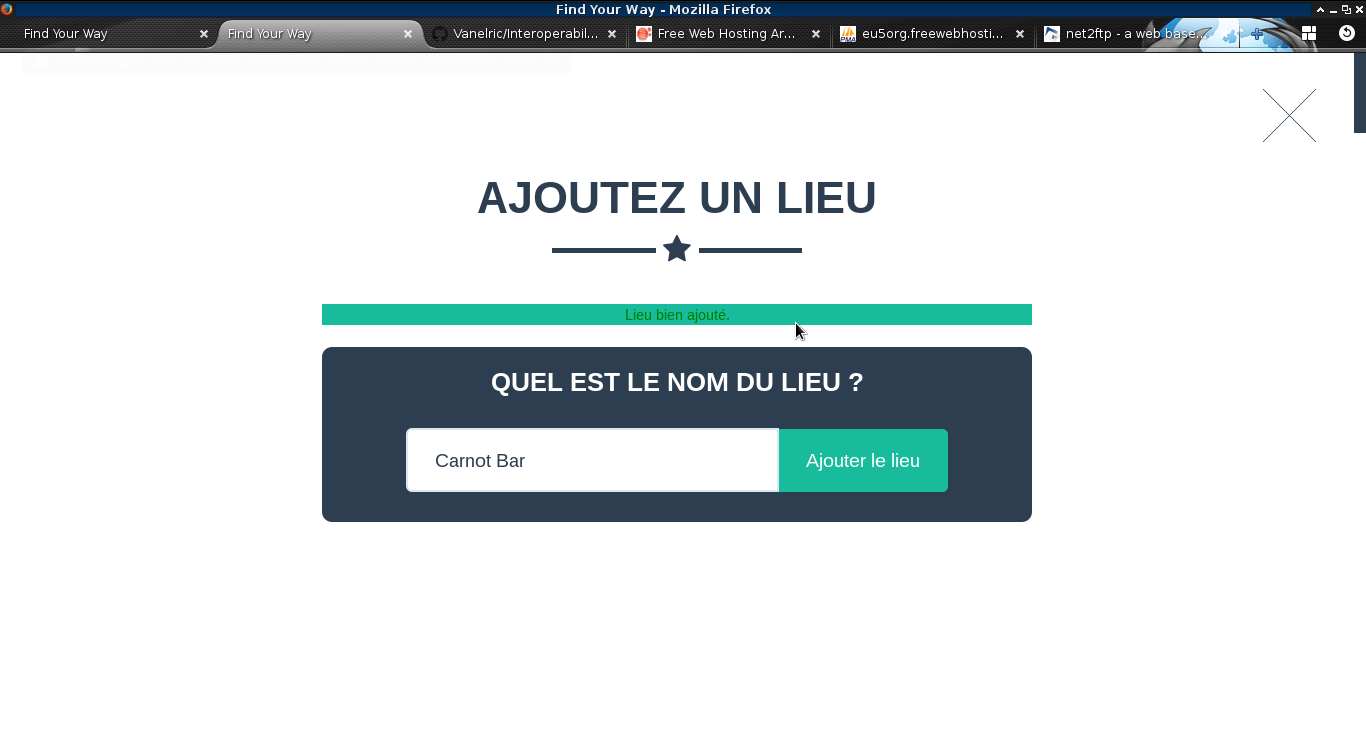 Find Your Way - Mozilla Firefox
Find Your Way
Find Your Way
Vanelric/Interoperabil...
Free Web Hosting Ar...
eu5org.freewebhosti...
net2ftp - a web base...
AJOUTEZ UN LIEU
Lieu bien ajouté.
QUEL EST LE NOM DU LIEU ?
Carnot Bar
Ajouter le lieu